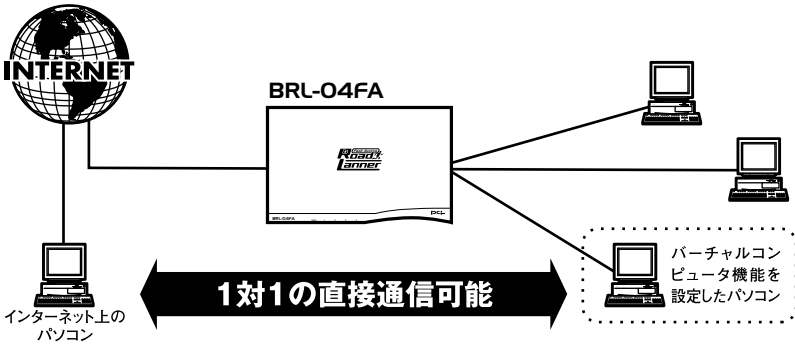 INTERNET
BRL-04FA
Road
Lanner
BRL-04FA
pci
バーチャルコン
ピュータ機能を
設定したパソコン
1対1の直接通信可能
インターネット上の
パソコン